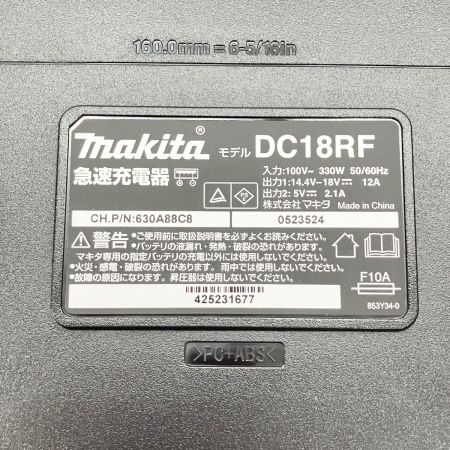 160.0mm = 6-5/16in
makita® モデル DC18RF
急速充電器
入力:100V~ 330W 50/60Hz
出力1:14.4V-18V⎓ 12A
出力2: 5V⎓ 2.1A
株式会社マキタ Made in China
CH.P/N:630A88C8 0523524
⚠警告 •ご使用前に取扱説明書を必ずよくお読みください。
•バッテリの液漏れ・発熱・破裂の恐れがあります。
マキタ専用の指定バッテリの充電以外には使用しないでください。
•火災・感電・破裂の恐れあり。雨中では使用しないでください。
•故障の原因になります。昇圧器は使用しないでください。
F10A
425231677
853Y34-0
>PC+ABS<